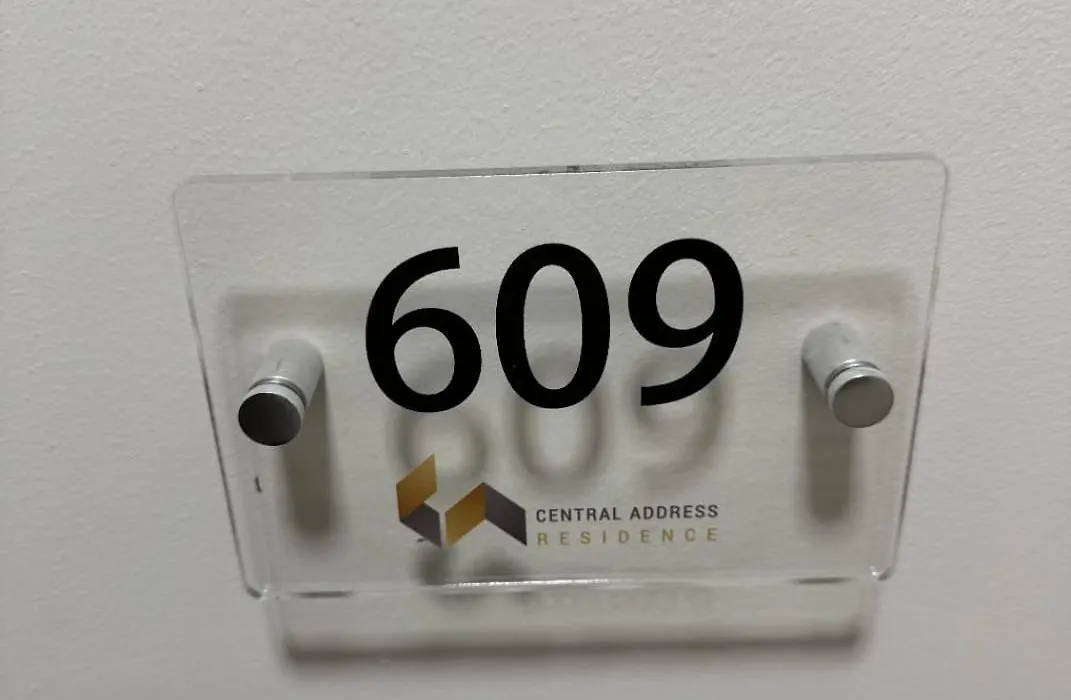 609
CENTRAL ADDRESS
RESIDENCE